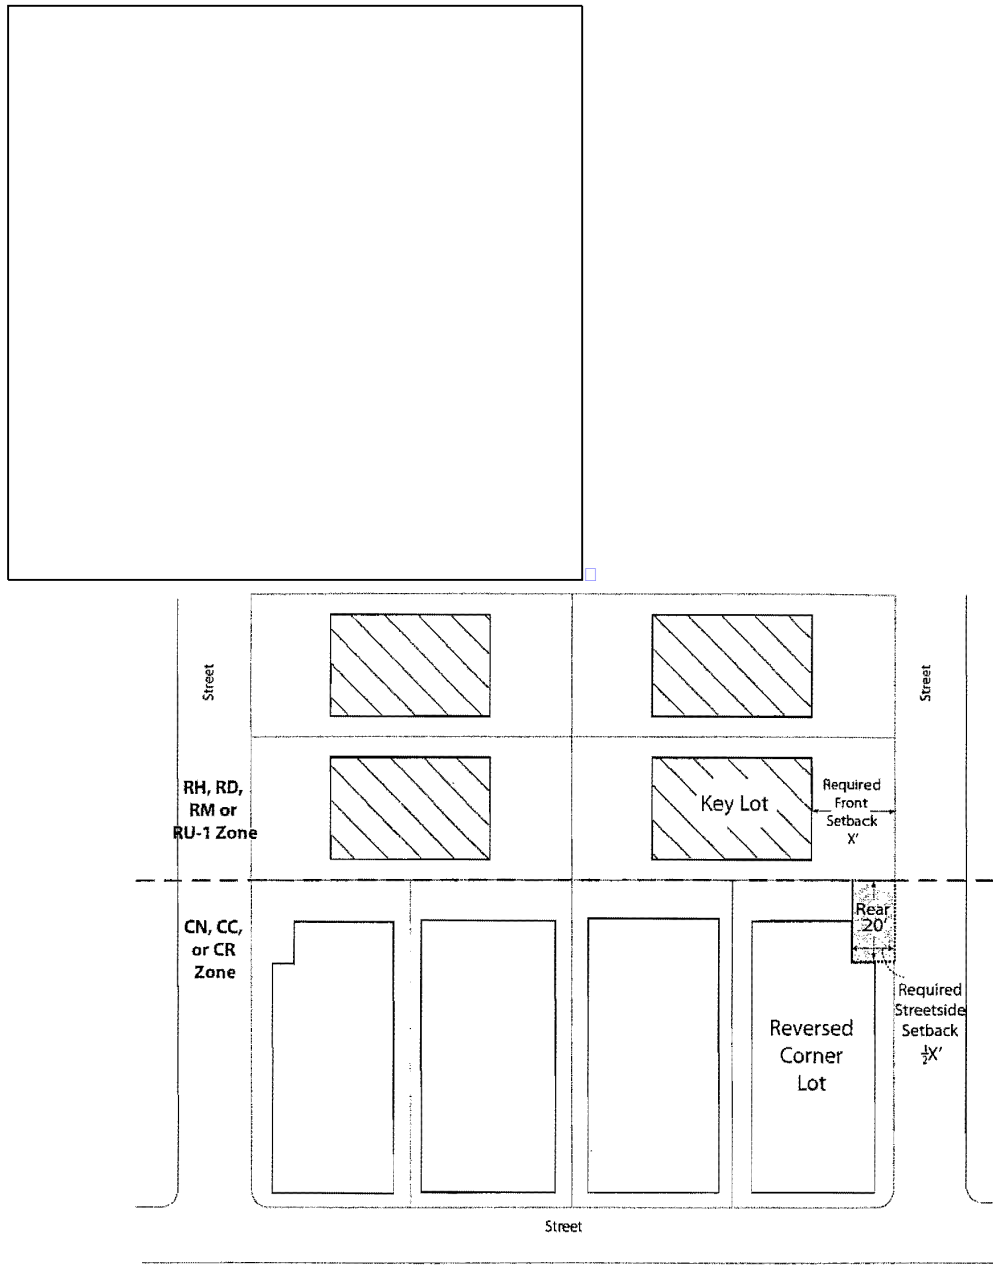 Street
Street
RH, RD,
RM or
RU-1 Zone
Key Lot
Required
Front
Setback
X'
CN, CC,
or CR
Zone
Rear
20'
Required
Streetside
Setback
½X'
Reversed
Corner
Lot
Street